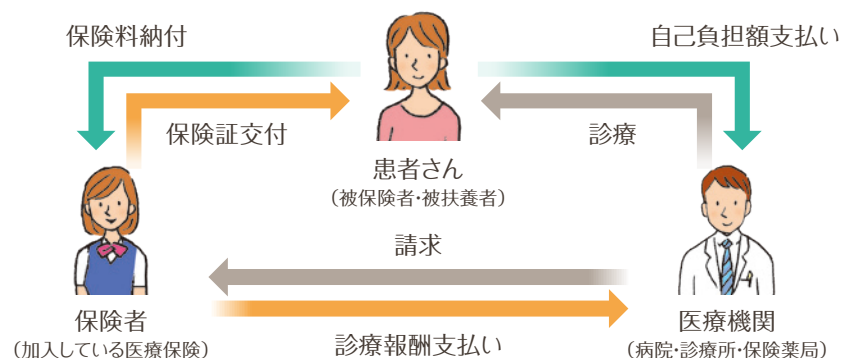 保険料納付
自己負担額支払い
保険証交付
診療
患者さん
（被保険者・被扶養者）
請求
保険者
（加入している医療保険）
診療報酬支払い
医療機関
（病院・診療所・保険薬局）